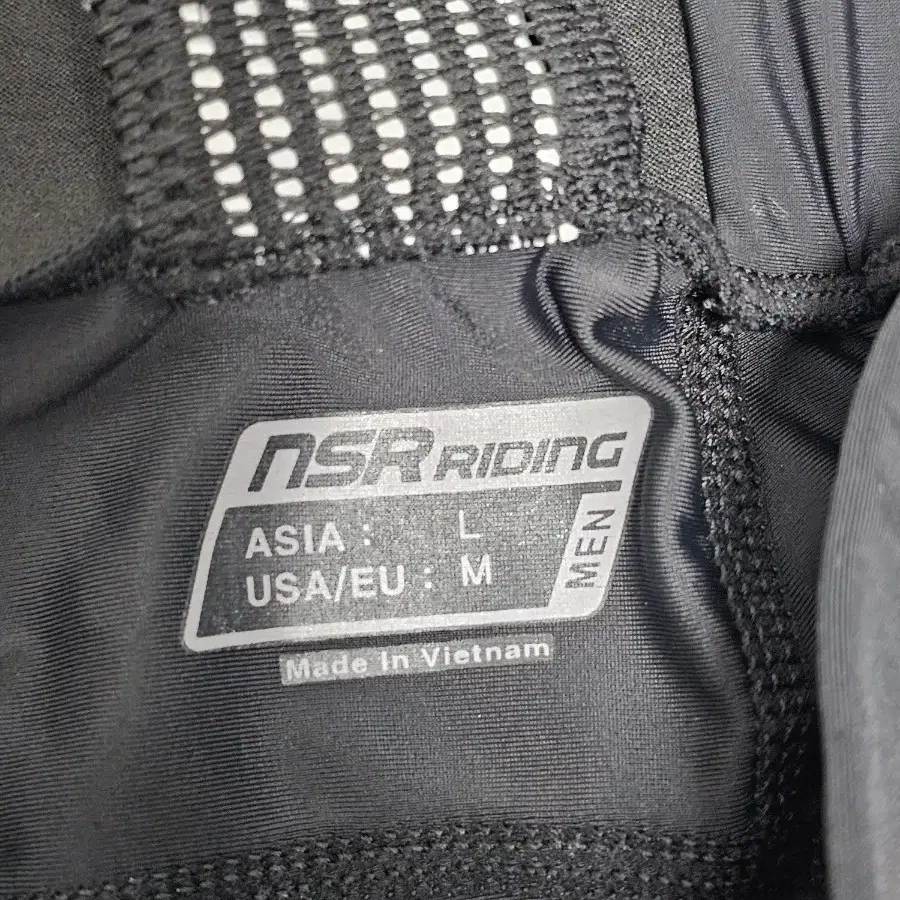 NSR RIDING
ASIA : L
USA/EU : M
MEN
Made In Vietnam